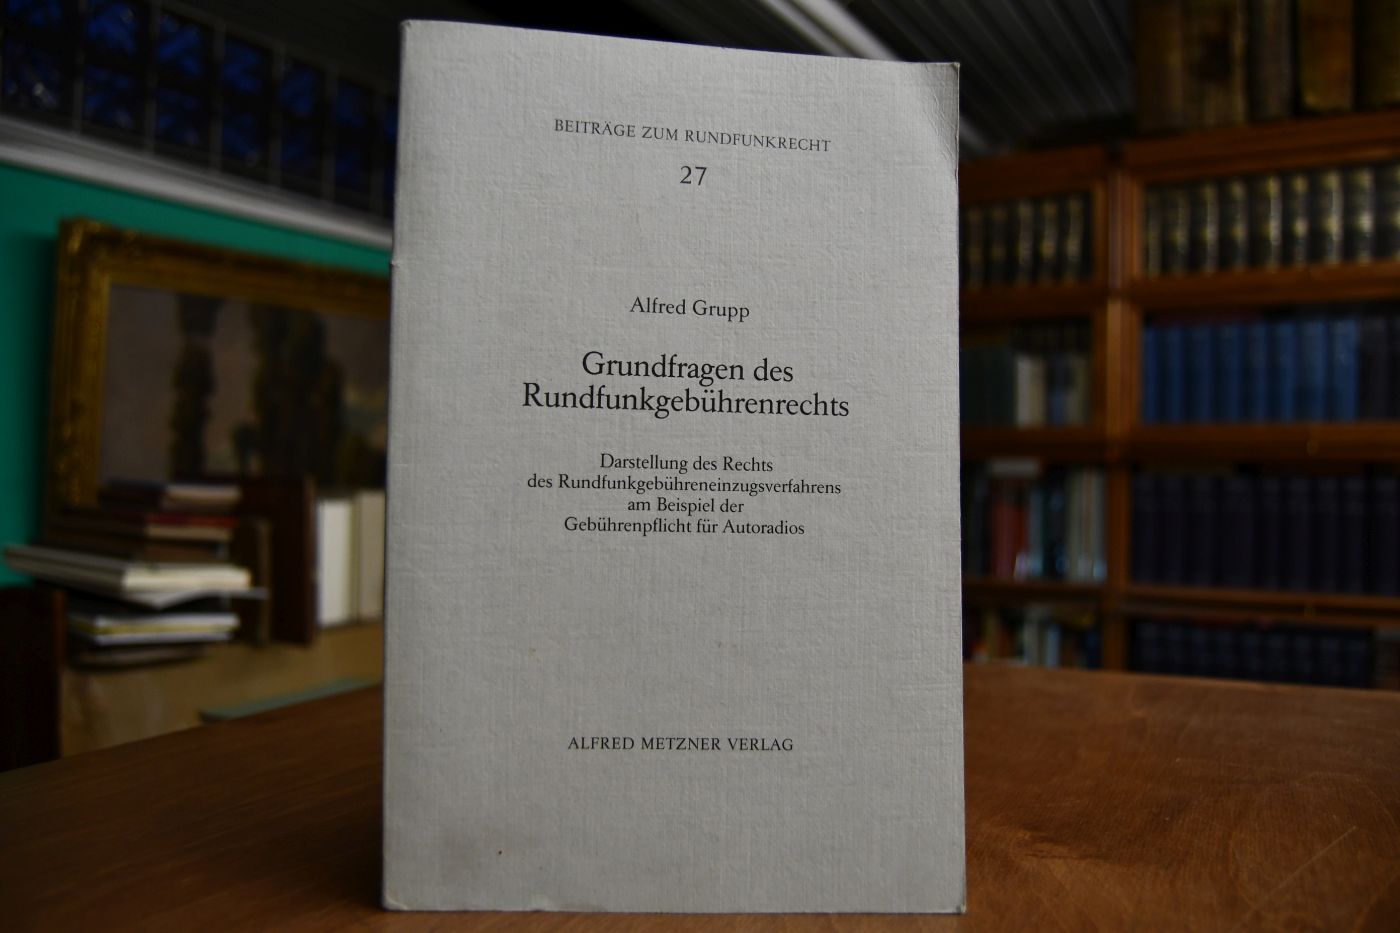 BEITRÄGE ZUM RUNDFUNKRECHT
27
Alfred Grupp
Grundfragen des
Rundfunkgebührenrechts
Darstellung des Rechts
des Rundfunkgebühreneinzugsverfahrens
am Beispiel der
Gebührenpflicht für Autoradios
ALFRED METZNER VERLAG